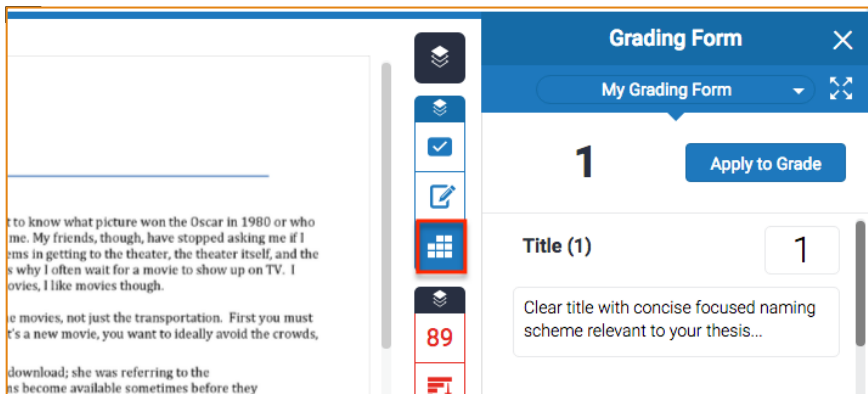 Grading Form
My Grading Form
1
Apply to Grade
Title (1)
1
Clear title with concise focused naming
scheme relevant to your thesis...
89
t to know what picture won the Oscar in 1980 or who
me. My friends, though, have stopped asking me if I
ems in getting to the theater, the theater itself, and the
s why I often wait for a movie to show up on TV. I
ovies, I like movies though.
e movies, not just the transportation. First you must
t's a new movie, you want to ideally avoid the crowds,
download; she was referring to the
ns become available sometimes before they